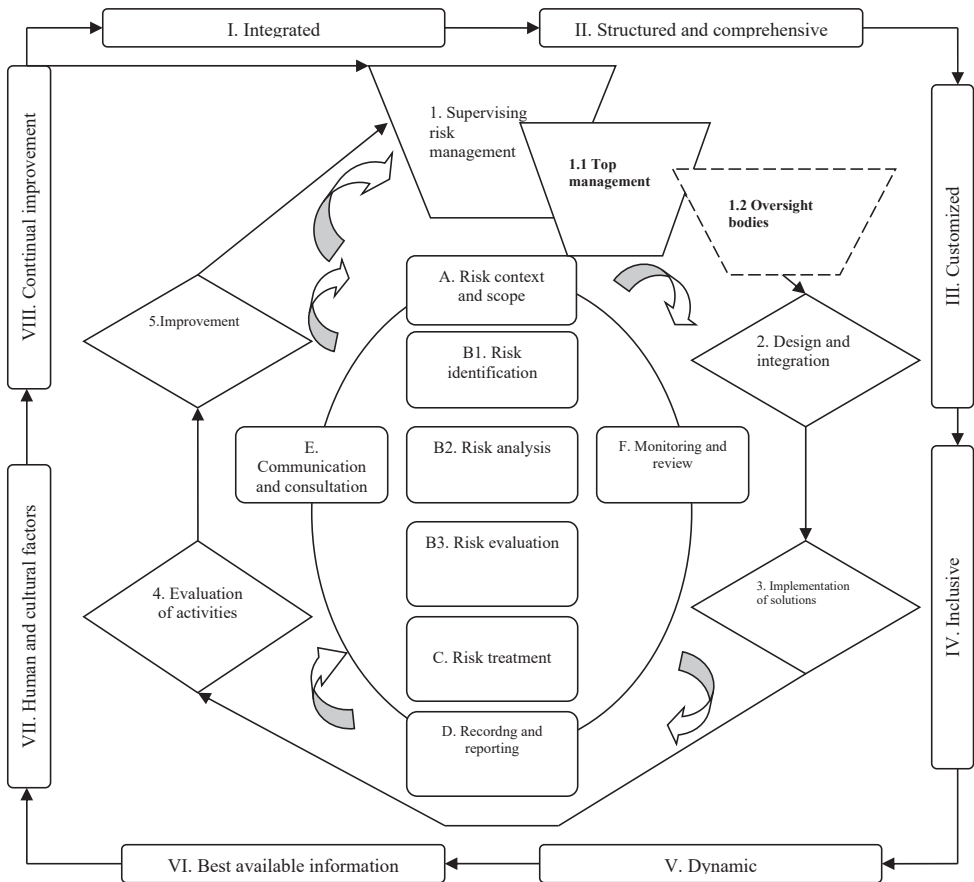 I. Integrated
II. Structured and comprehensive
VIII. Continual improvement
III. Customized
1. Supervising
risk
management
1.1 Top
management
1.2 Oversight
bodies
A. Risk context
and scope
5.Improvement
2. Design and
integration
B1. Risk
identification
E.
Communication
and consultation
B2. Risk analysis
F. Monitoring and
review
B3. Risk evaluation
VII. Human and cultural factors
4. Evaluation
of activities
3. Implementation
of solutions
IV. Inclusive
C. Risk treatment
D. Recordng and
reporting
VI. Best available information
V. Dynamic